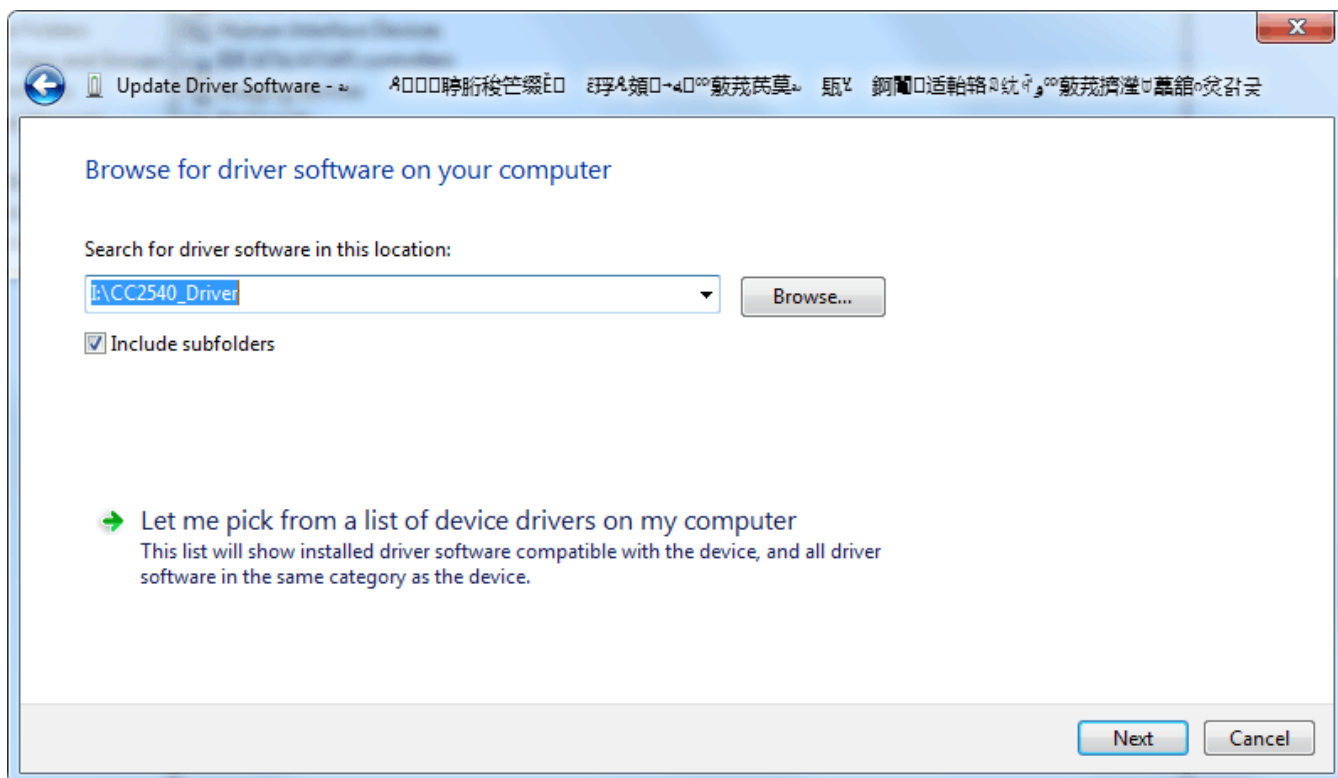 Update Driver Software -
Browse for driver software on your computer
Search for driver software in this location:
I:\CC2540_Driver
Browse...
Include subfolders
Let me pick from a list of device drivers on my computer
This list will show installed driver software compatible with the device, and all driver
software in the same category as the device.
Next
Cancel